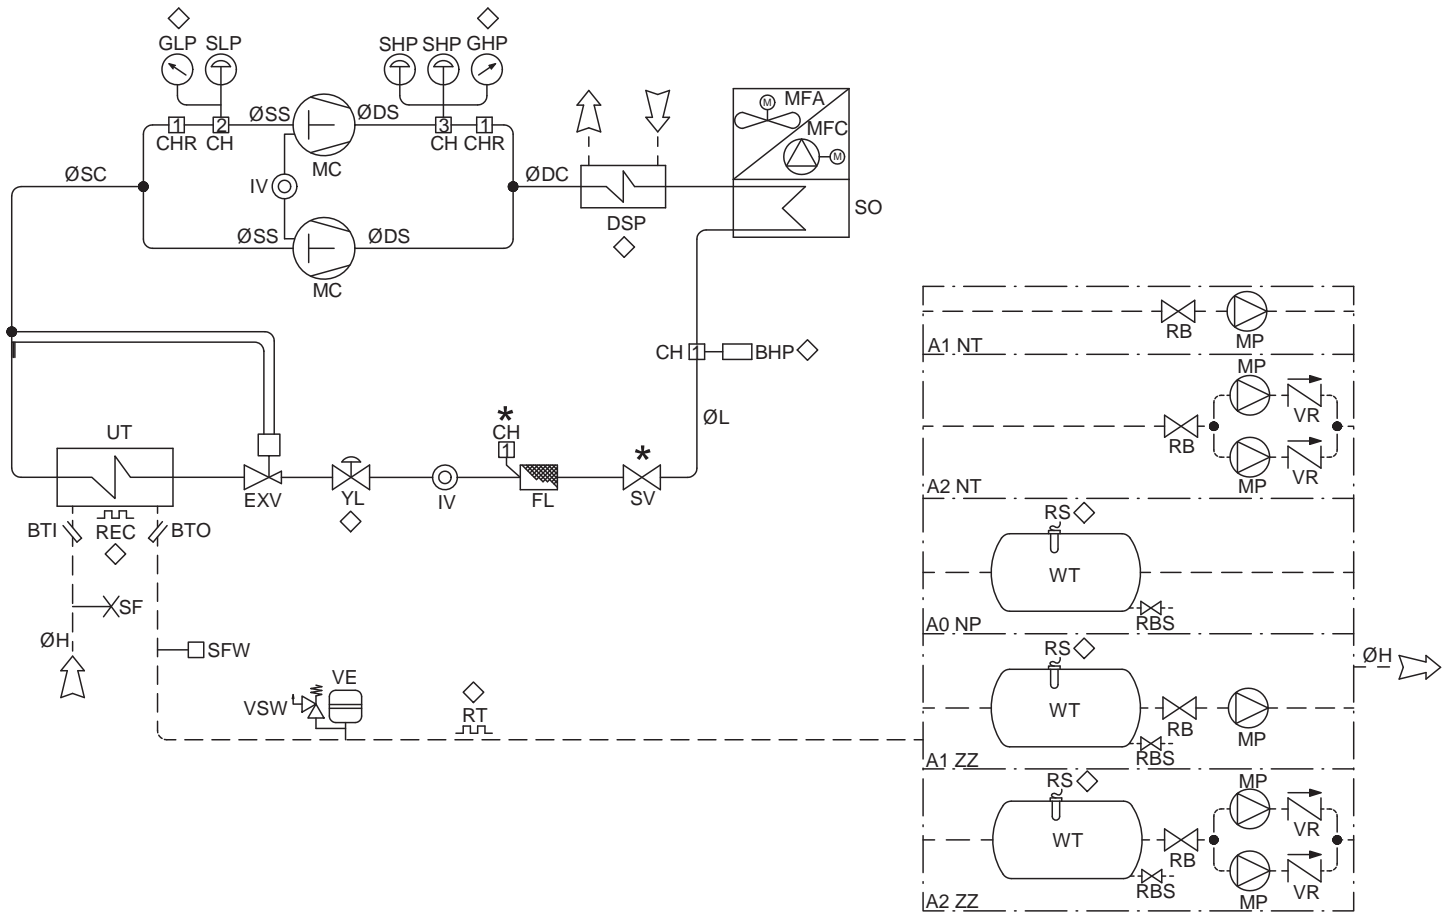 GLP SLP SHP SHP GHP
ØSS ØDS
1 2 3 1
CHR CH MC CH CHR
ØSC IV ØDC
ØSS ØDS
MC
DSP
M MFA
MFC
M
SO
CH 1 BHP
ØL
*
CH
1
*
UT
EXV YL IV FL SV
BTI REC BTO
SF
ØH
SFW
VSW VE
RT
RB MP
A1 NT
MP
VR
RB
MP VR
A2 NT
RS
WT
RBS
A0 NP
RS
WT
RB MP
RBS
A1 ZZ
RS
MP
VR
WT
RB
RBS
MP VR
A2 ZZ
ØH